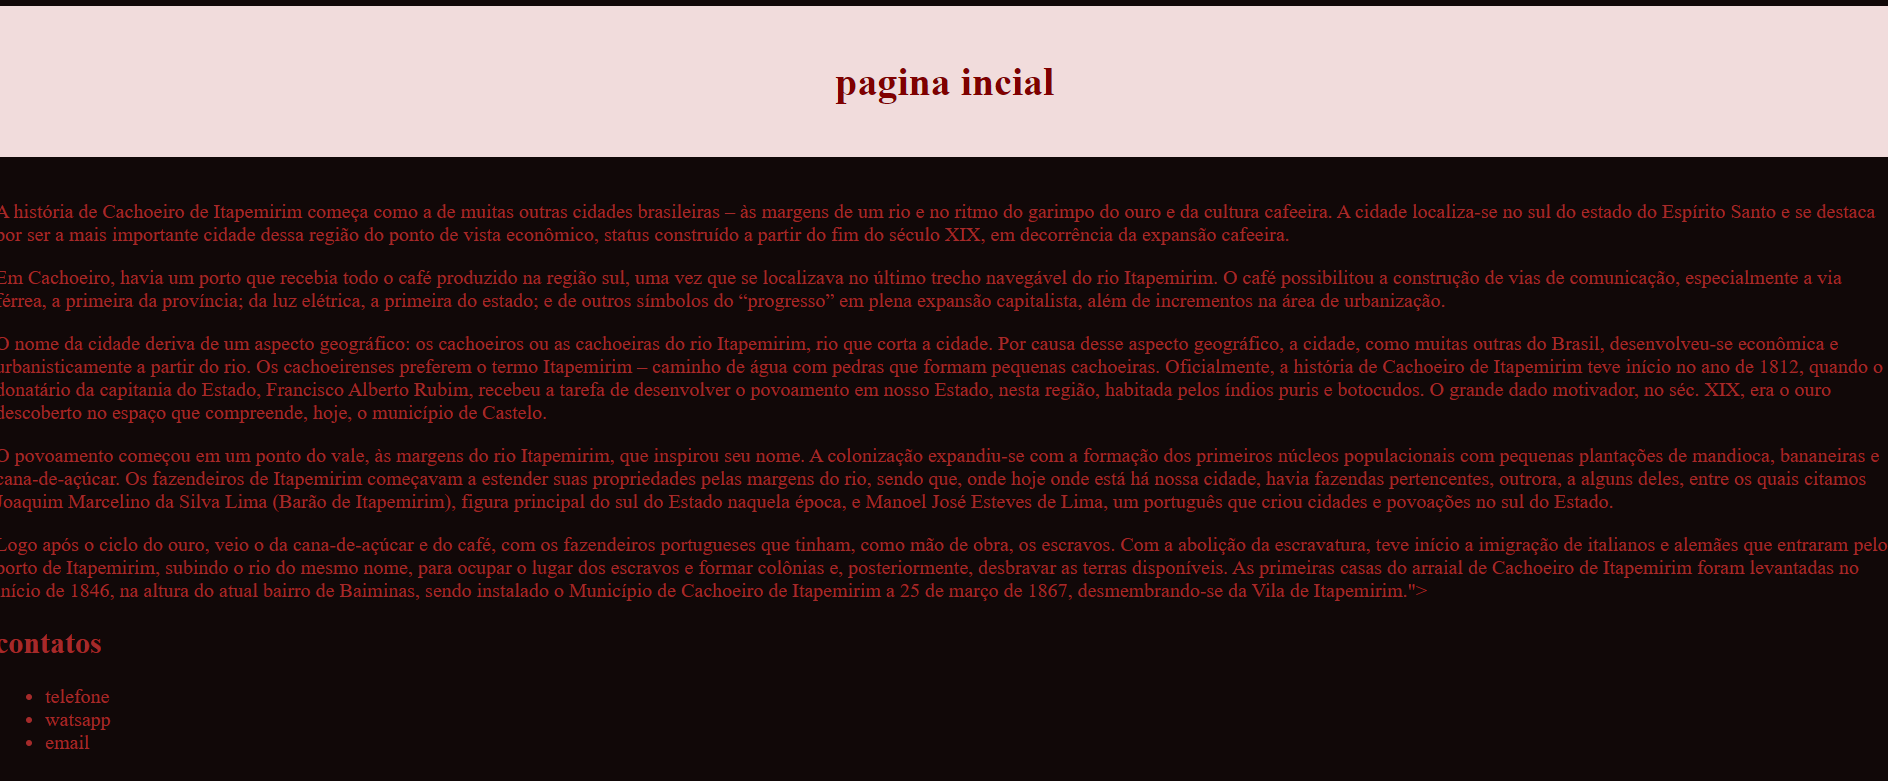 pagina incial
A história de Cachoeiro de Itapemirim começa como a de muitas outras cidades brasileiras – às margens de um rio e no ritmo do garimpo do ouro e da cultura cafeeira. A cidade localiza-se no sul do estado do Espírito Santo e se destaca
por ser a mais importante cidade dessa região do ponto de vista econômico, status construído a partir do fim do século XIX, em decorrência da expansão cafeeira.
Em Cachoeiro, havia um porto que recebia todo o café produzido na região sul, uma vez que se localizava no último trecho navegável do rio Itapemirim. O café possibilitou a construção de vias de comunicação, especialmente a via
férrea, a primeira da província; da luz elétrica, a primeira do estado; e de outros símbolos do “progresso” em plena expansão capitalista, além de incrementos na área de urbanização.
O nome da cidade deriva de um aspecto geográfico: os cachoeiros ou as cachoeiras do rio Itapemirim, rio que corta a cidade. Por causa desse aspecto geográfico, a cidade, como muitas outras do Brasil, desenvolveu-se econômica e
urbanisticamente a partir do rio. Os cachoeirenses preferem o termo Itapemirim – caminho de água com pedras que formam pequenas cachoeiras. Oficialmente, a história de Cachoeiro de Itapemirim teve início no ano de 1812, quando o
donatário da capitania do Estado, Francisco Alberto Rubim, recebeu a tarefa de desenvolver o povoamento em nosso Estado, nesta região, habitada pelos índios puris e botocudos. O grande dado motivador, no séc. XIX, era o ouro
descoberto no espaço que compreende, hoje, o município de Castelo.
O povoamento começou em um ponto do vale, às margens do rio Itapemirim, que inspirou seu nome. A colonização expandiu-se com a formação dos primeiros núcleos populacionais com pequenas plantações de mandioca, bananeiras e
cana-de-açúcar. Os fazendeiros de Itapemirim começavam a estender suas propriedades pelas margens do rio, sendo que, onde hoje onde está há nossa cidade, havia fazendas pertencentes, outrora, a alguns deles, entre os quais citamos
Joaquim Marcelino da Silva Lima (Barão de Itapemirim), figura principal do sul do Estado naquela época, e Manoel José Esteves de Lima, um português que criou cidades e povoações no sul do Estado.
Logo após o ciclo do ouro, veio o da cana-de-açúcar e do café, com os fazendeiros portugueses que tinham, como mão de obra, os escravos. Com a abolição da escravatura, teve início a imigração de italianos e alemães que entraram pelo
porto de Itapemirim, subindo o rio do mesmo nome, para ocupar o lugar dos escravos e formar colônias e, posteriormente, desbravar as terras disponíveis. As primeiras casas do arraial de Cachoeiro de Itapemirim foram levantadas no
início de 1846, na altura do atual bairro de Baiminas, sendo instalado o Município de Cachoeiro de Itapemirim a 25 de março de 1867, desmembrando-se da Vila de Itapemirim.">
contatos
• telefone
• watsapp
• email